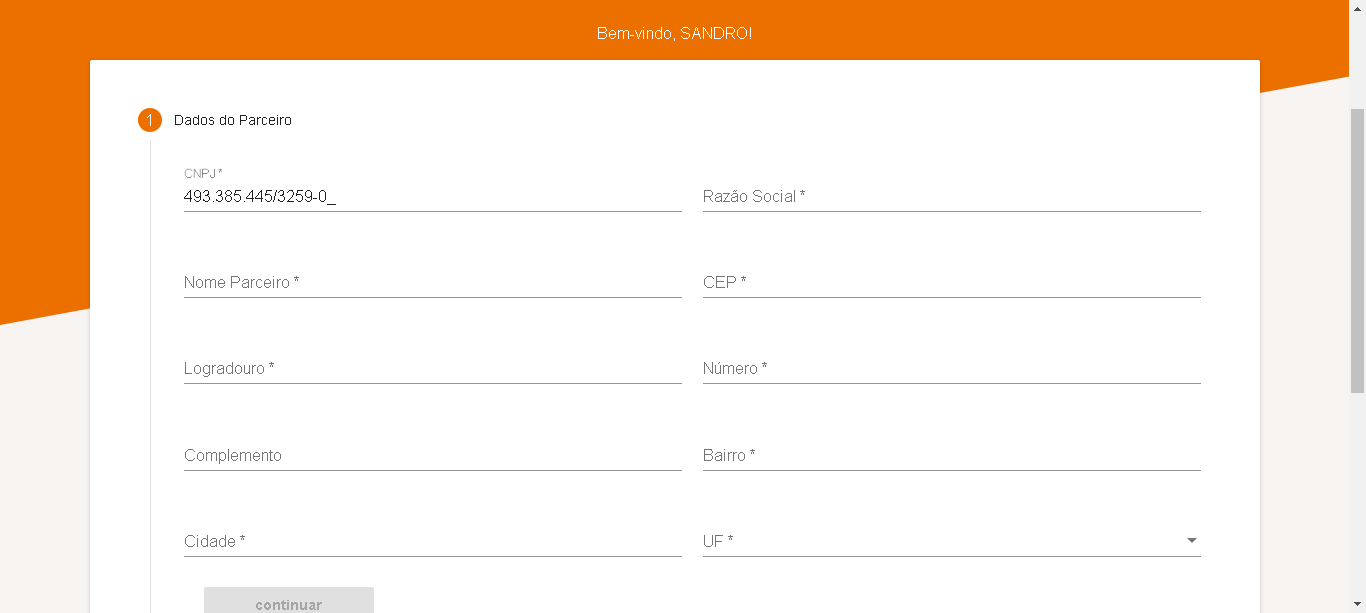 Bem-vindo, SANDRO!
1 Dados do Parceiro
CNPJ *
493.385.445/3259-0_
Razão Social *
Nome Parceiro *
CEP *
Logradouro *
Número *
Complemento
Bairro *
Cidade *
UF *
continuar